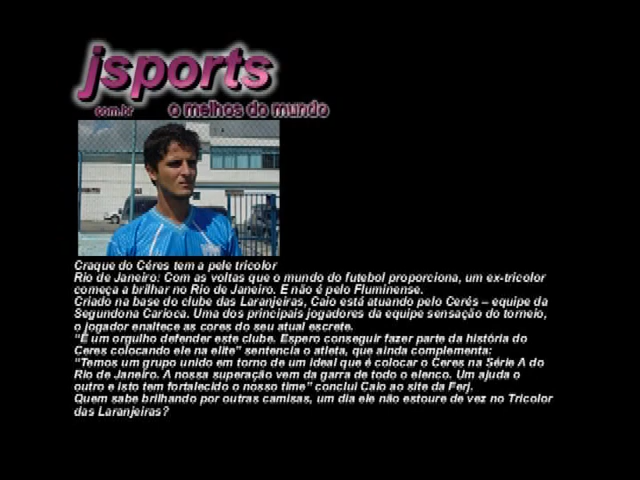 jsports
com.br o melhos do mundo
Craque do Céres tem a pele tricolor
Rio de Janeiro: Com as voltas que o mundo do futebol proporciona, um ex-tricolor
começa à brilhar no Rio de Janeiro. E não é pelo Fluminense.
Criado na base do clube das Laranjeiras, Caio está atuando pelo Cerés – equipe da
Segundona Carioca. Uma dos principais jogadores da equipe sensação do torneio,
o jogador enaltece as cores do seu atual escrete.
"É um orgulho defender este clube. Espero conseguir fazer parte da história do
Ceres colocando ele na elite" sentencia o atleta, que ainda complementa:
"Temos um grupo unido em torno de um ideal que é colocar o Ceres na Série A do
Rio de Janeiro. A nossa superação vem da garra de todo o elenco. Um ajuda o
outro e isto tem fortalecido o nosso time" conclui Caio ao site da Ferj.
Quem sabe brilhando por outras camisas, um dia ele não estoure de vez no Tricolor
das Laranjeiras?